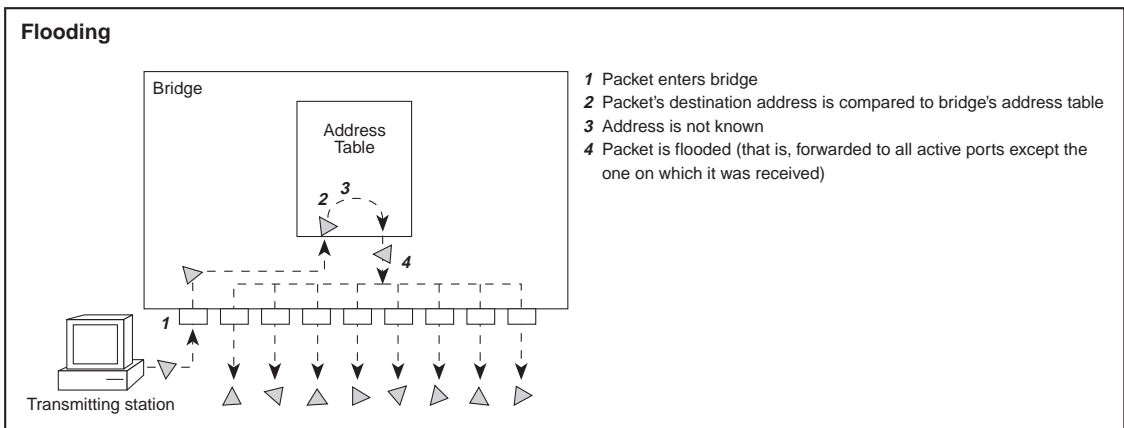 Flooding
Bridge
Address
Table
2
3
4
1
Transmitting station
1 Packet enters bridge
2 Packet's destination address is compared to bridge's address table
3 Address is not known
4 Packet is flooded (that is, forwarded to all active ports except the
one on which it was received)